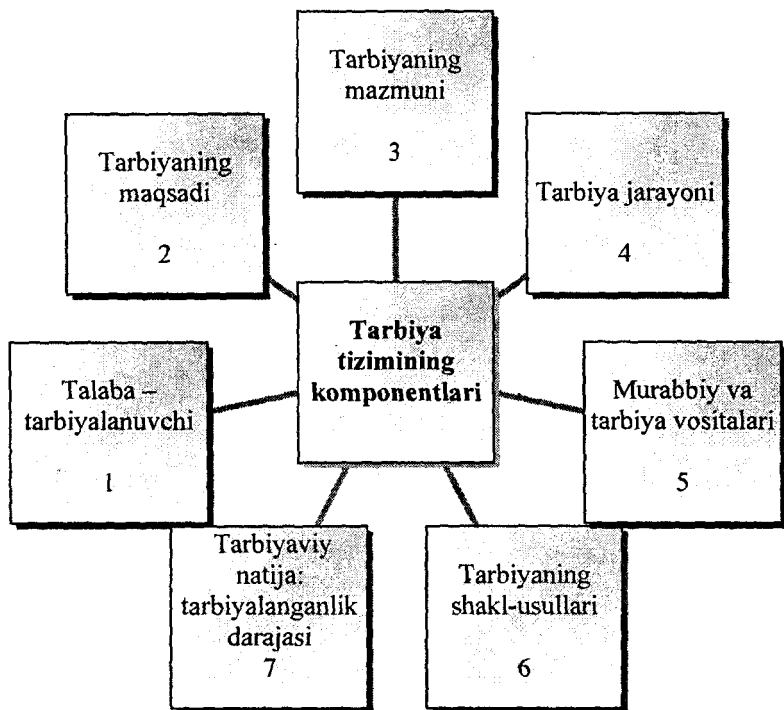 Tarbiyaning
mazmuni
3
Tarbiyaning
maqsadi
2
Tarbiya jarayoni
4
Tarbiya
tizimining
komponentlari
Talaba –
tarbiyalanuvchi
1
Murabbiy va
tarbiya vositalari
5
Tarbiyaviy
natija:
tarbiyalanganlik
darajasi
7
Tarbiyaning
shakl-usullari
6